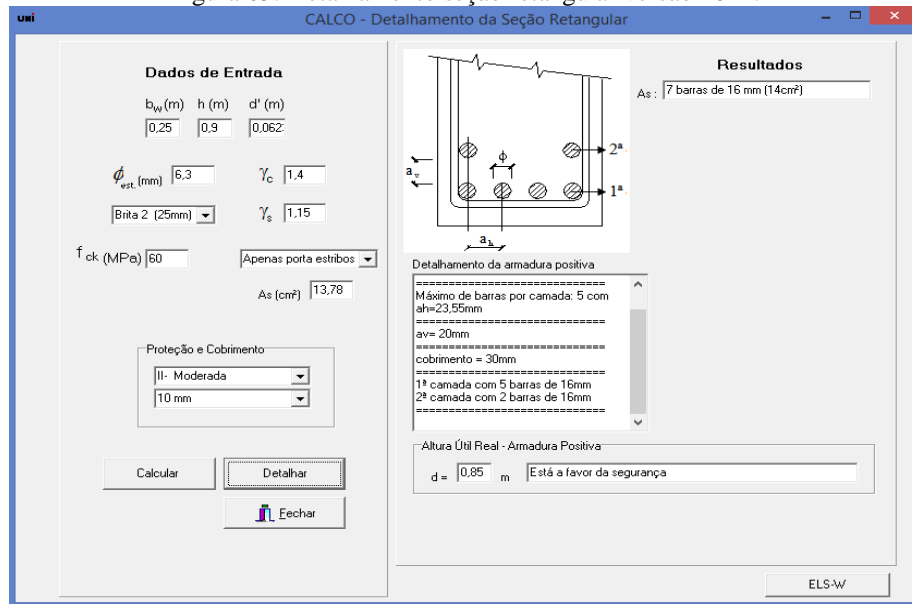 CALCO - Detalhamento da Seção Retangular
Dados de Entrada
bw(m) h (m) d' (m)
0,25 0,9 0,062
ϕest.(mm) 6,3 γc 1,4
Brita 2 (25mm) γs 1,15
fck (MPa) 60 Apenas porta estribos
As (cm²) 13,78
Proteção e Cobrimento
II- Moderada
10 mm
Calcular Detalhar
Fechar
2ª
ϕ
av
1ª
ah
Resultados
As : 7 barras de 16 mm (14cm²)
Detalhamento da armadura positiva
============================
Máximo de barras por camada: 5 com
ah=23,55mm
============================
av= 20mm
============================
cobrimento = 30mm
============================
1ª camada com 5 barras de 16mm
2ª camada com 2 barras de 16mm
============================
Altura Útil Real - Armadura Positiva
d = 0,85 m Está a favor da segurança
ELS-W